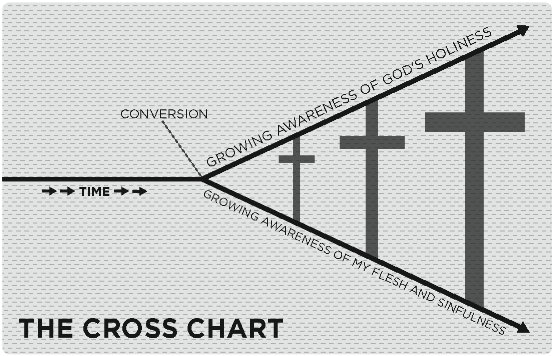 CONVERSION
GROWING AWARENESS OF GOD'S HOLINESS
TIME
GROWING AWARENESS OF MY FLESH AND SINFULNESS
THE CROSS CHART